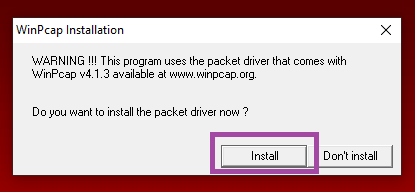 WinPcap Installation
WARNING !!! This program uses the packet driver that comes with
WinPcap v4.1.3 available at www.winpcap.org.
Do you want to install the packet driver now ?
Install
Don't install